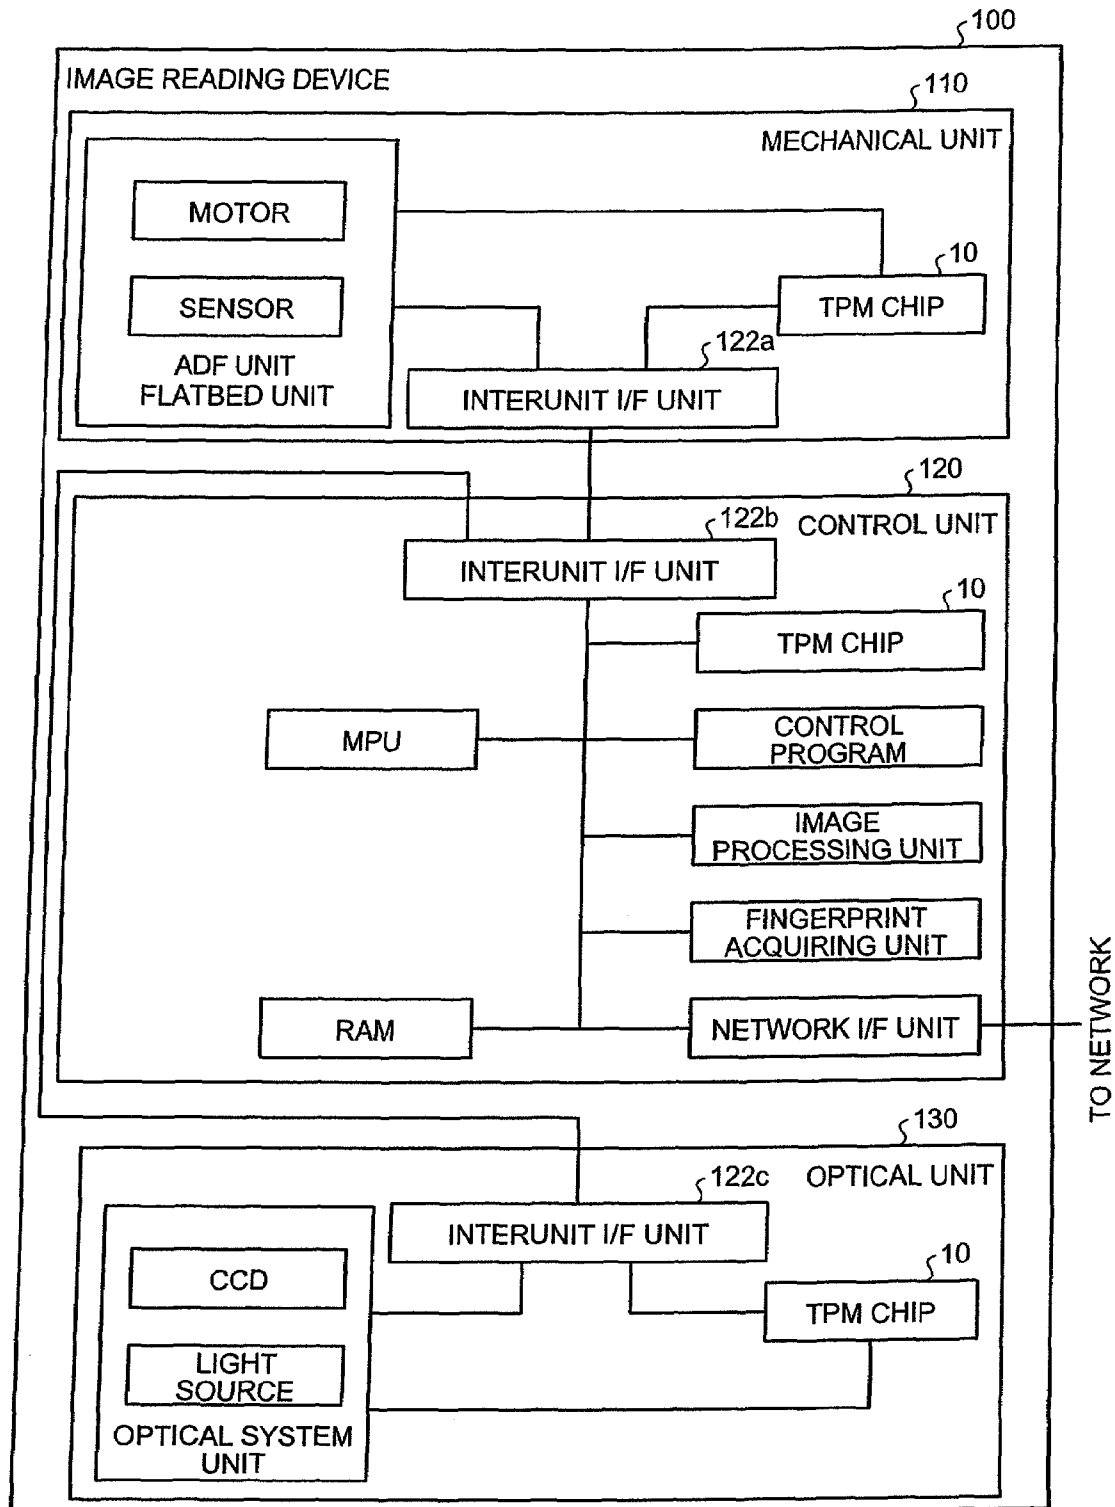 100
IMAGE READING DEVICE
110
MECHANICAL UNIT
MOTOR
10
SENSOR
TPM CHIP
ADF UNIT
FLATBED UNIT
122a
INTERUNIT I/F UNIT
120
CONTROL UNIT
122b
INTERUNIT I/F UNIT
10
TPM CHIP
MPU
CONTROL
PROGRAM
IMAGE
PROCESSING UNIT
FINGERPRINT
ACQUIRING UNIT
RAM
NETWORK I/F UNIT
TO NETWORK
130
OPTICAL UNIT
122c
INTERUNIT I/F UNIT
CCD
10
TPM CHIP
LIGHT
SOURCE
OPTICAL SYSTEM
UNIT